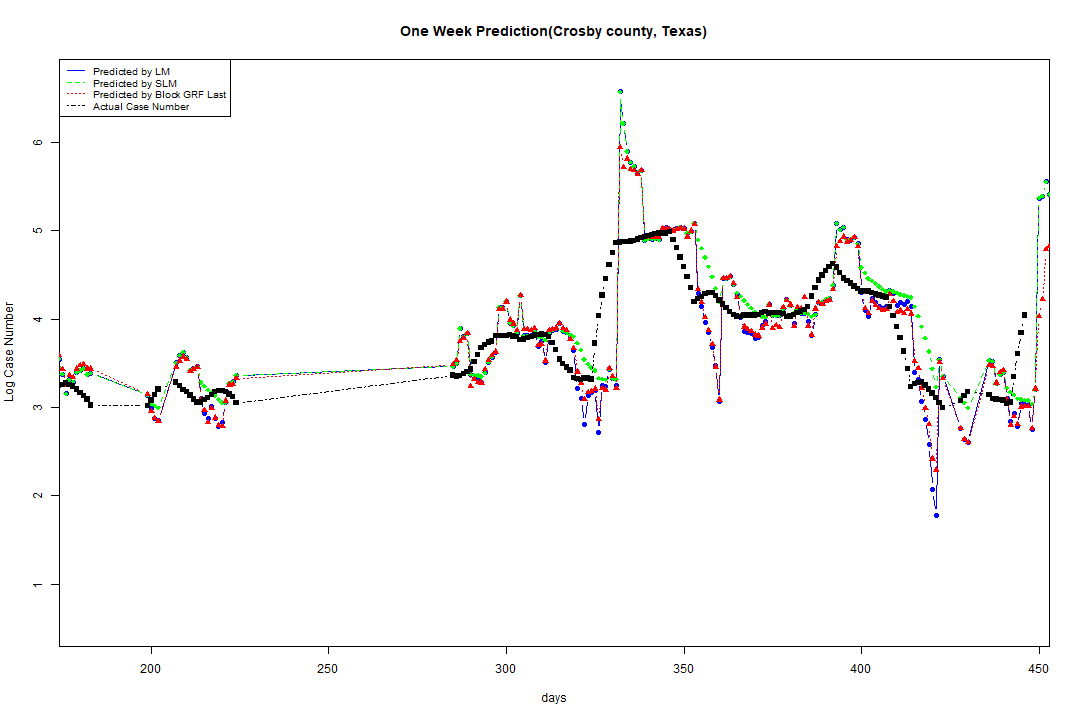 One Week Prediction(Crosby county, Texas)
Predicted by LM
Predicted by SLM
Predicted by Block GRF Last
Actual Case Number
Log Case Number
6
5
4
3
2
1
200
250
300
350
400
450
days